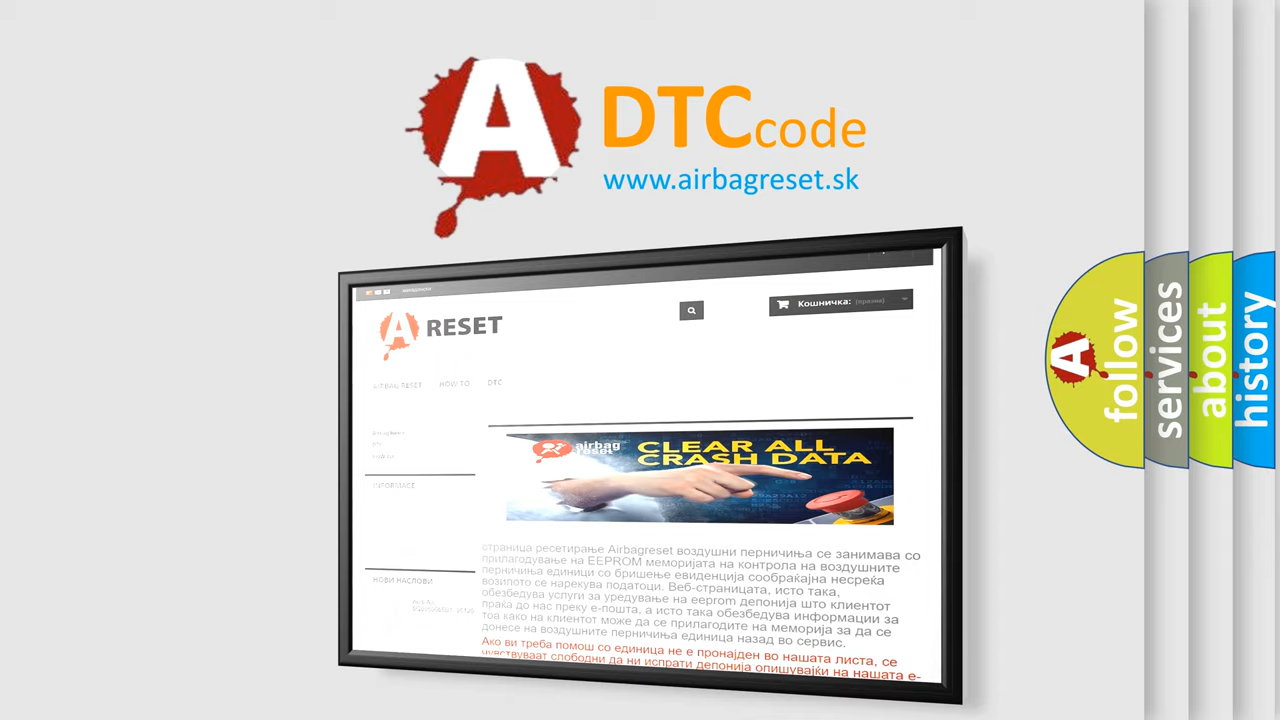 A
DTC code
www.airbagreset.sk
A RESET
Кошничка: (празна)
AIRBAG RESET HOW TO DTC
airbag
reset
CLEAR ALL
CRASH DATA
INFORMACE
страница ресетирање Airbagreset воздушни перничиња се занимава со
прилагодување на EEPROM меморијата на контрола на воздушните
перничиња единици со бришење евиденција сообраќајна несреќа
возилото се нарекува податоци. Веб-страницата, исто така,
обезбедува услуги за уредување на eeprom депонија што клиентот
праќа до нас преку е-пошта, а исто така обезбедува информации за
тоа како на клиентот може да се прилагодите на меморија за да се
донесе на воздушните перничиња единица назад во сервис.
Ако ви треба помош со единица не е пронајден во нашата листа, се
чувствуваат слободни да ни испрати депонија опишувајќи на нашата е-
НОВИ НАСЛОВИ
A
follow
services
about
history